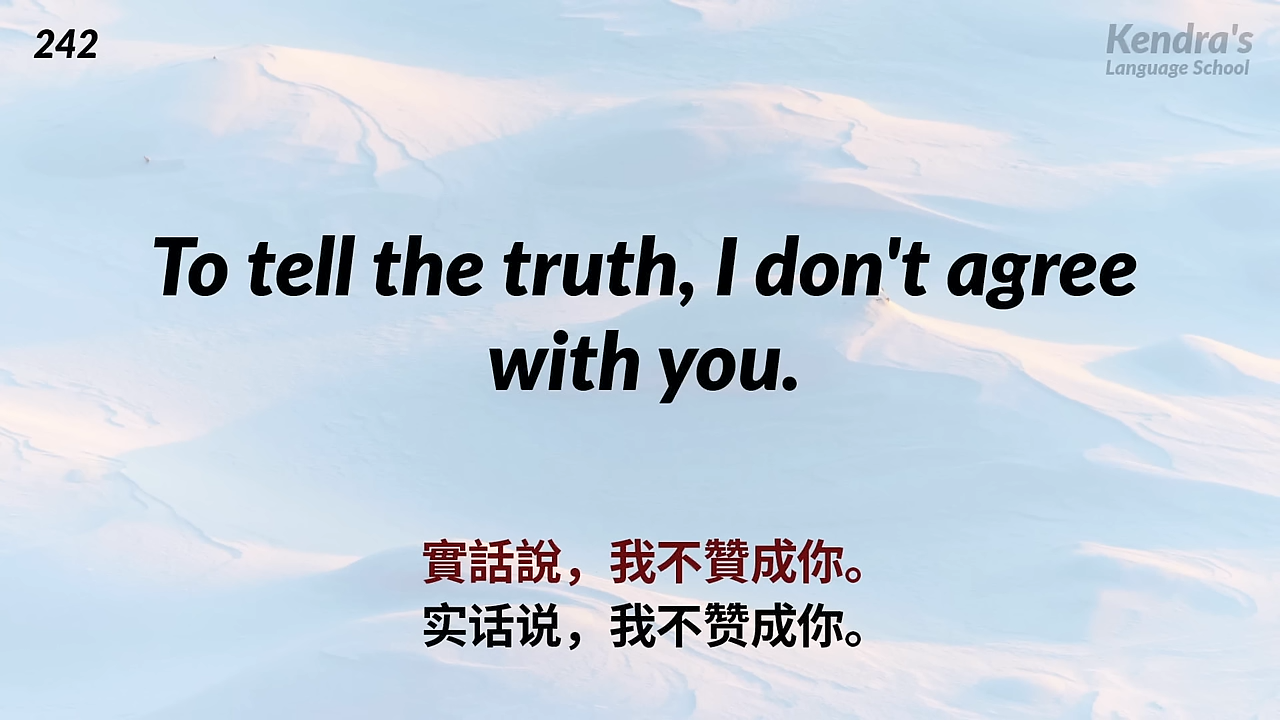 242
Kendra's
Language School
To tell the truth, I don't agree
with you.
實話說，我不贊成你。
实话说，我不赞成你。